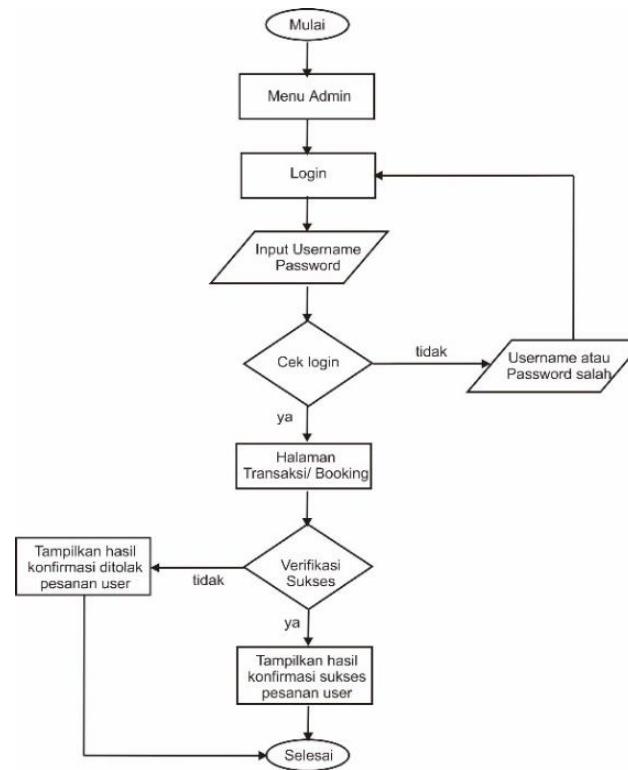 Mulai
Menu Admin
Login
Input Username
Password
Cek login
tidak
Username atau
Password salah
ya
Halaman
Transaksi/ Booking
Verifikasi
Sukses
tidak
Tampilkan hasil
konfirmasi ditolak
pesanan user
ya
Tampilkan hasil
konfirmasi sukses
pesanan user
Selesai